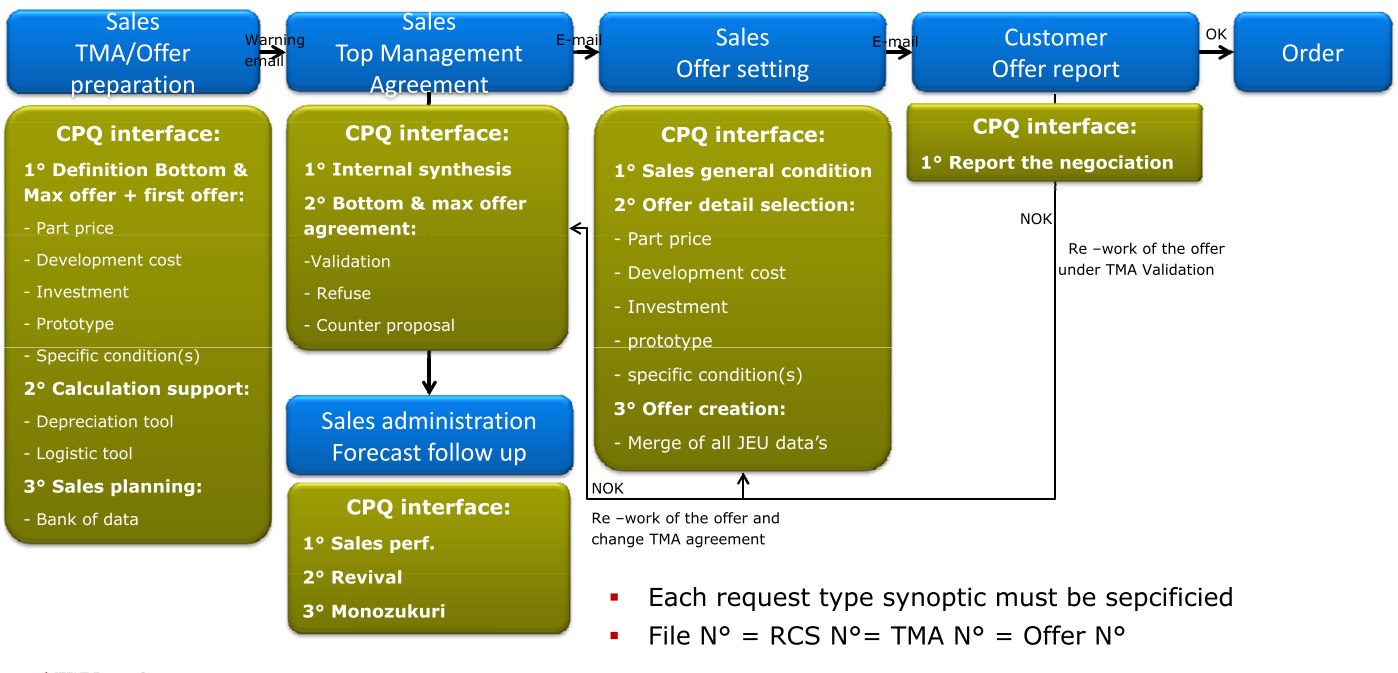 Sales
TMA/Offer
preparation
Warning
email
Sales
Top Management
Agreement
E-mail
Sales
Offer setting
E-mail
Customer
Offer report
OK
Order
CPQ interface:
1° Definition Bottom &
Max offer + first offer:
- Part price
- Development cost
- Investment
- Prototype
- Specific condition(s)
2° Calculation support:
- Depreciation tool
- Logistic tool
3° Sales planning:
- Bank of data
CPQ interface:
1° Internal synthesis
2° Bottom & max offer
agreement:
-Validation
- Refuse
- Counter proposal
Sales administration
Forecast follow up
CPQ interface:
1° Sales perf.
2° Revival
3° Monozukuri
CPQ interface:
1° Sales general condition
2° Offer detail selection:
- Part price
- Development cost
- Investment
- prototype
- specific condition(s)
3° Offer creation:
- Merge of all JEU data’s
CPQ interface:
1° Report the negociation
NOK
Re –work of the offer
under TMA Validation
NOK
Re –work of the offer and
change TMA agreement
▪ Each request type synoptic must be sepcificied
▪ File N° = RCS N°= TMA N° = Offer N°